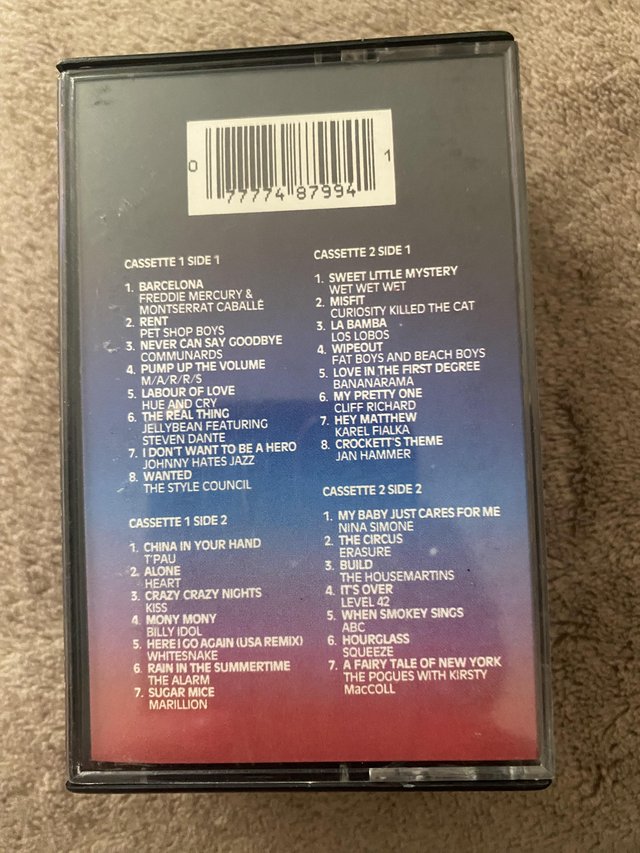 0 77774 87994 1
CASSETTE 1 SIDE 1
1. BARCELONA
FREDDIE MERCURY &
MONTSERRAT CABALLÉ
2. RENT
PET SHOP BOYS
3. NEVER CAN SAY GOODBYE
COMMUNARDS
4. PUMP UP THE VOLUME
M/A/R/R/S
5. LABOUR OF LOVE
HUE AND CRY
6. THE REAL THING
JELLYBEAN FEATURING
STEVEN DANTE
7. I DON'T WANT TO BE A HERO
JOHNNY HATES JAZZ
8. WANTED
THE STYLE COUNCIL
CASSETTE 1 SIDE 2
1. CHINA IN YOUR HAND
T'PAU
2. ALONE
HEART
3. CRAZY CRAZY NIGHTS
KISS
4. MONY MONY
BILLY IDOL
5. HERE I GO AGAIN (USA REMIX)
WHITESNAKE
6. RAIN IN THE SUMMERTIME
THE ALARM
7. SUGAR MICE
MARILLION
CASSETTE 2 SIDE 1
1. SWEET LITTLE MYSTERY
WET WET WET
2. MISFIT
CURIOSITY KILLED THE CAT
3. LA BAMBA
LOS LOBOS
4. WIPEOUT
FAT BOYS AND BEACH BOYS
5. LOVE IN THE FIRST DEGREE
BANANARAMA
6. MY PRETTY ONE
CLIFF RICHARD
7. HEY MATTHEW
KAREL FIALKA
8. CROCKETT'S THEME
JAN HAMMER
CASSETTE 2 SIDE 2
1. MY BABY JUST CARES FOR ME
NINA SIMONE
2. THE CIRCUS
ERASURE
3. BUILD
THE HOUSEMARTINS
4. IT'S OVER
LEVEL 42
5. WHEN SMOKEY SINGS
ABC
6. HOURGLASS
SQUEEZE
7. A FAIRY TALE OF NEW YORK
THE POGUES WITH KIRSTY
MacCOLL